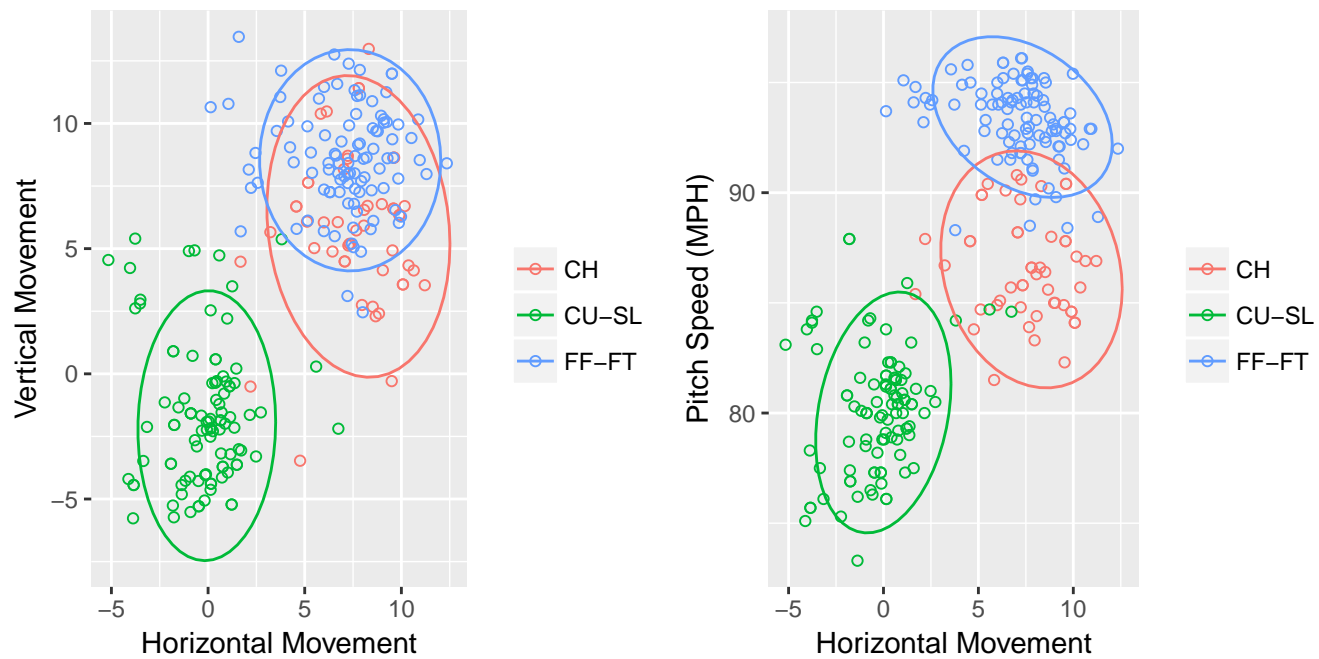 Vertical Movement
10
5
0
−5
−5 0 5 10
Horizontal Movement
CH
CU−SL
FF−FT
Pitch Speed (MPH)
90
80
−5 0 5 10
Horizontal Movement
CH
CU−SL
FF−FT